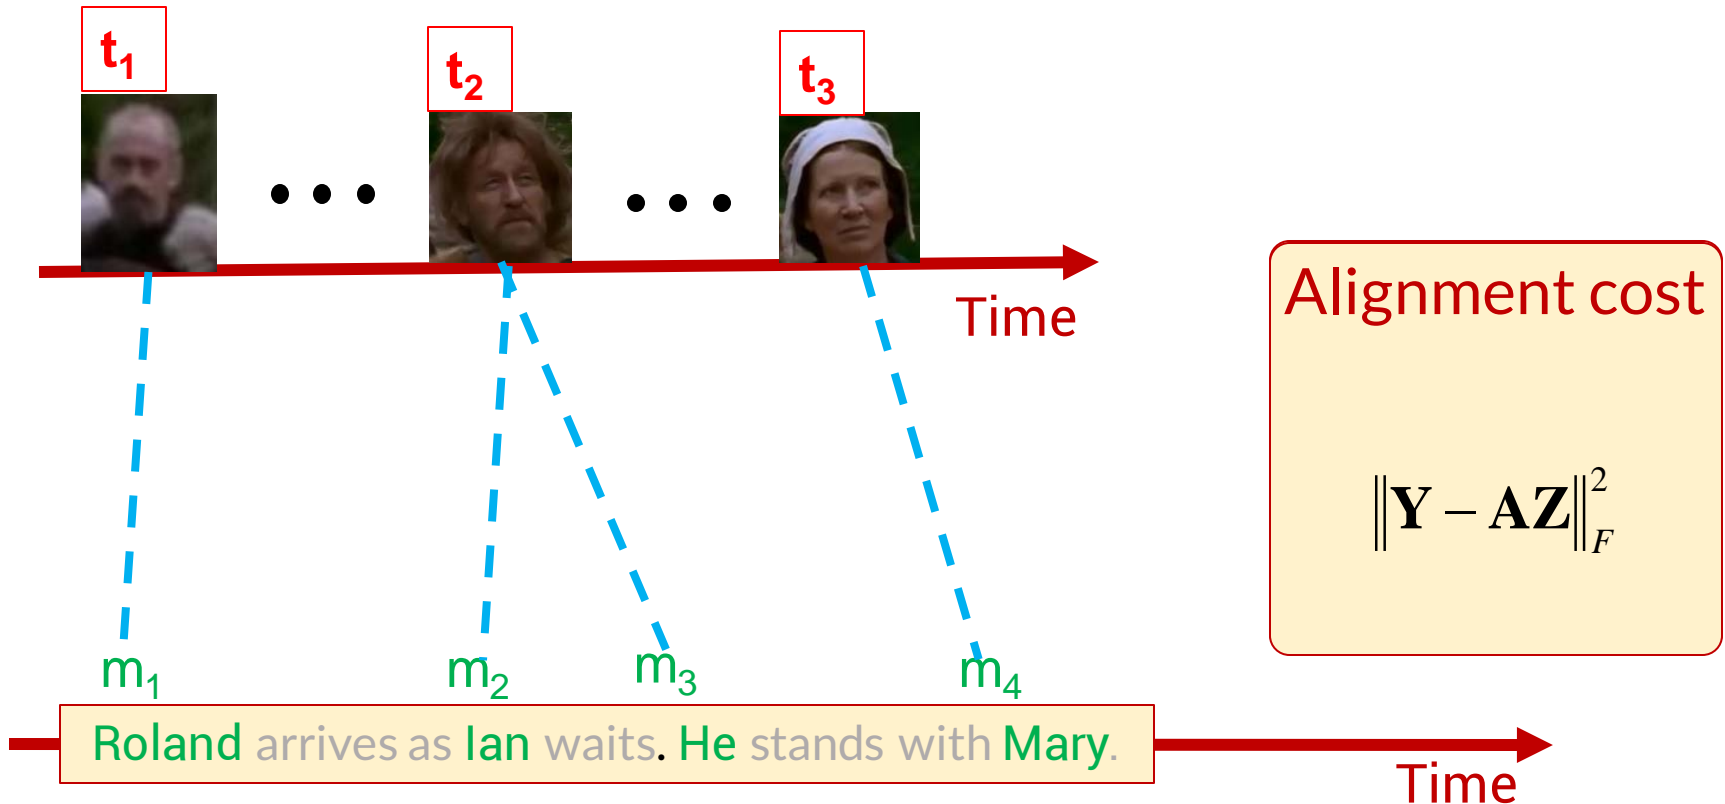 t₁
t₂
t₃
Time
Alignment cost
‖Y – AZ‖²_F
m₁
m₂
m₃
m₄
Roland arrives as Ian waits. He stands with Mary.
Time